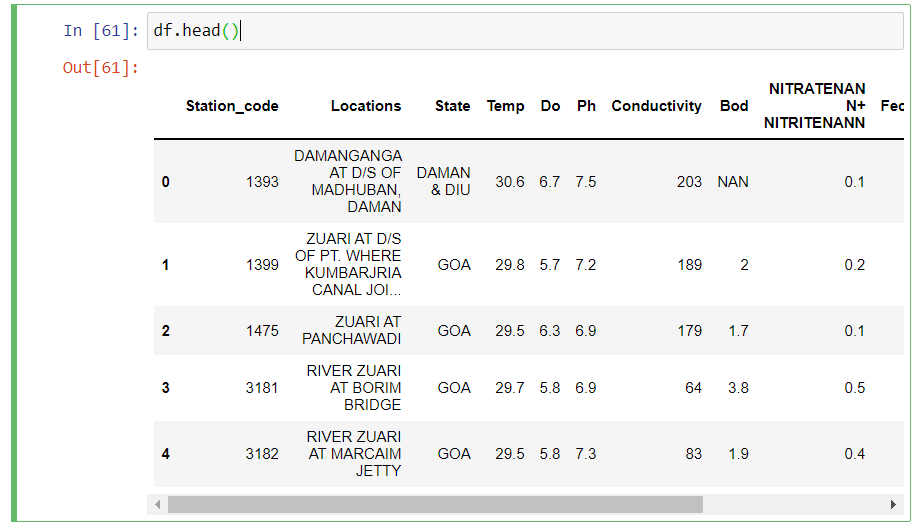 In [61]: df.head()
Out[61]:
Station_code Locations State Temp Do Ph Conductivity Bod NITRATENAN N+ NITRITENANN Fec
0 1393 DAMANGANGA AT D/S OF MADHUBAN, DAMAN DAMAN & DIU 30.6 6.7 7.5 203 NAN 0.1
1 1399 ZUARI AT D/S OF PT. WHERE KUMBARJRIA CANAL JOI... GOA 29.8 5.7 7.2 189 2 0.2
2 1475 ZUARI AT PANCHAWADI GOA 29.5 6.3 6.9 179 1.7 0.1
3 3181 RIVER ZUARI AT BORIM BRIDGE GOA 29.7 5.8 6.9 64 3.8 0.5
4 3182 RIVER ZUARI AT MARCAIM JETTY GOA 29.5 5.8 7.3 83 1.9 0.4